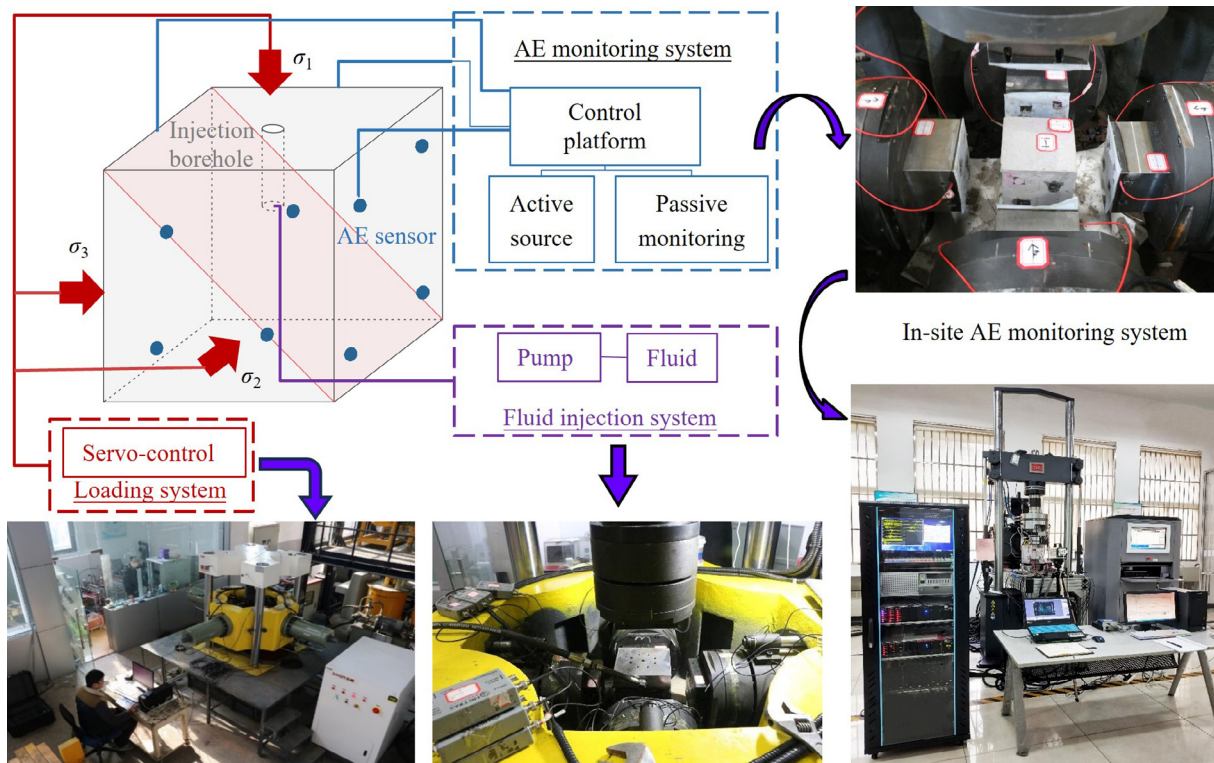 σ1
AE monitoring system
Injection
borehole
Control
platform
Active
source
Passive
monitoring
AE sensor
σ3
σ2
In-site AE monitoring system
Pump
Fluid
Fluid injection system
Servo-control
Loading system